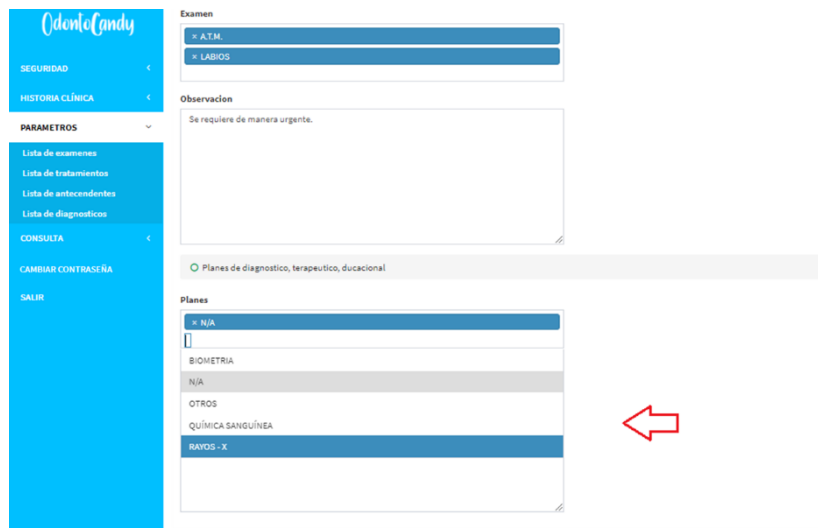 OdontoCandy
SEGURIDAD
HISTORIA CLÍNICA
PARAMETROS
Lista de examenes
Lista de tratamientos
Lista de antecendentes
Lista de diagnosticos
CONSULTA
CAMBIAR CONTRASEÑA
SALIR
Examen
× A.T.M.
× LABIOS
Observacion
Se requiere de manera urgente.
Planes de diagnostico, terapeutico, ducacional
Planes
× N/A
BIOMETRIA
N/A
OTROS
QUÍMICA SANGUÍNEA
RAYOS - X